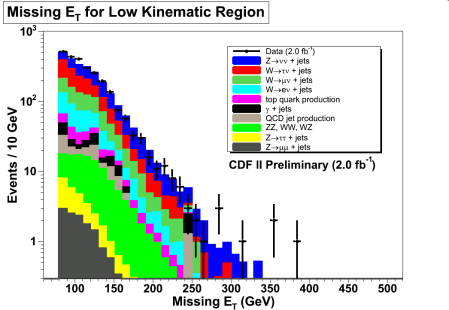 Missing E_T for Low Kinematic Region
Events / 10 GeV
10³
10²
10
1
Data (2.0 fb⁻¹)
Z→νν + jets
W→τν + jets
W→μν + jets
W→eν + jets
top quark production
γ + jets
QCD jet production
ZZ, WW, WZ
Z→ττ + jets
Z→μμ + jets
CDF II Preliminary (2.0 fb⁻¹)
100 150 200 250 300 350 400 450 500
Missing E_T (GeV)